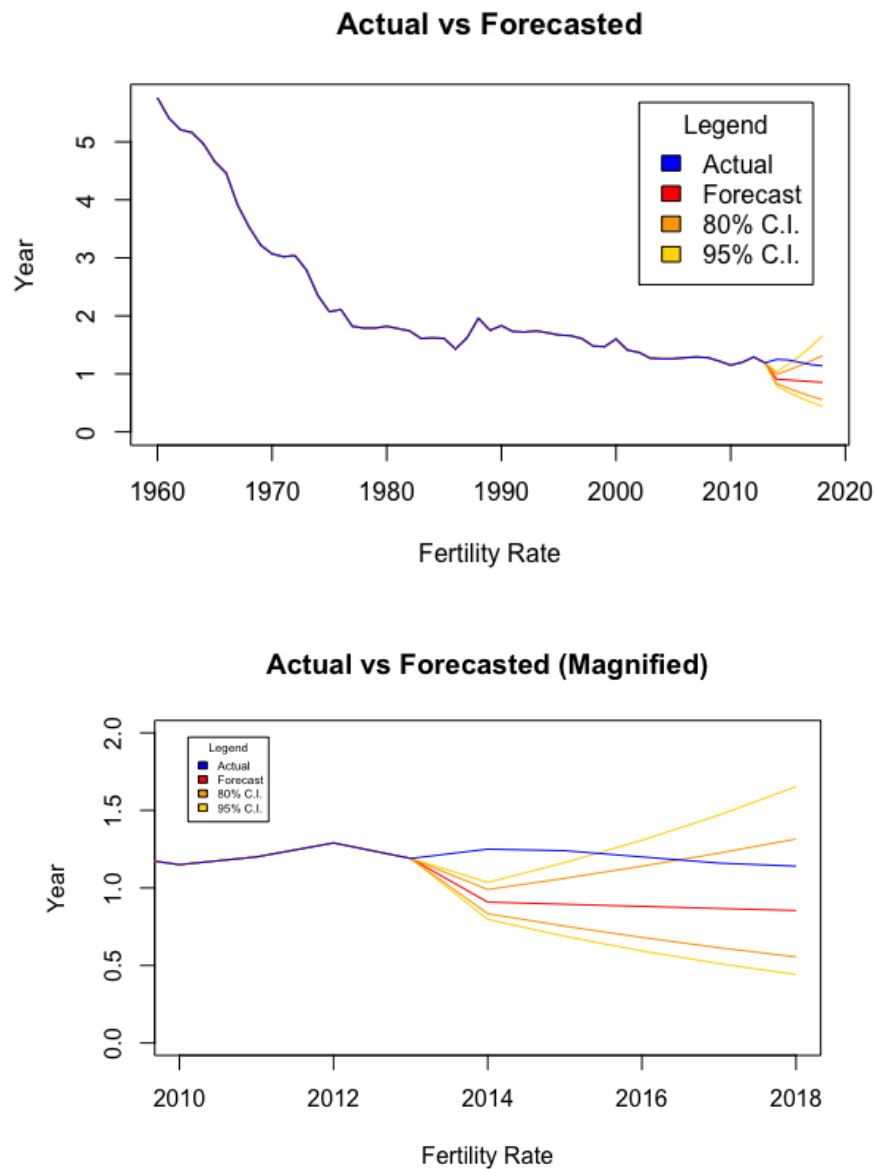 Actual vs Forecasted
Year
5
4
3
2
1
0
Legend
Actual
Forecast
80% C.I.
95% C.I.
1960 1970 1980 1990 2000 2010 2020
Fertility Rate
Actual vs Forecasted (Magnified)
Year
2.0
1.5
1.0
0.5
0.0
Legend
Actual
Forecast
80% C.I.
95% C.I.
2010 2012 2014 2016 2018
Fertility Rate